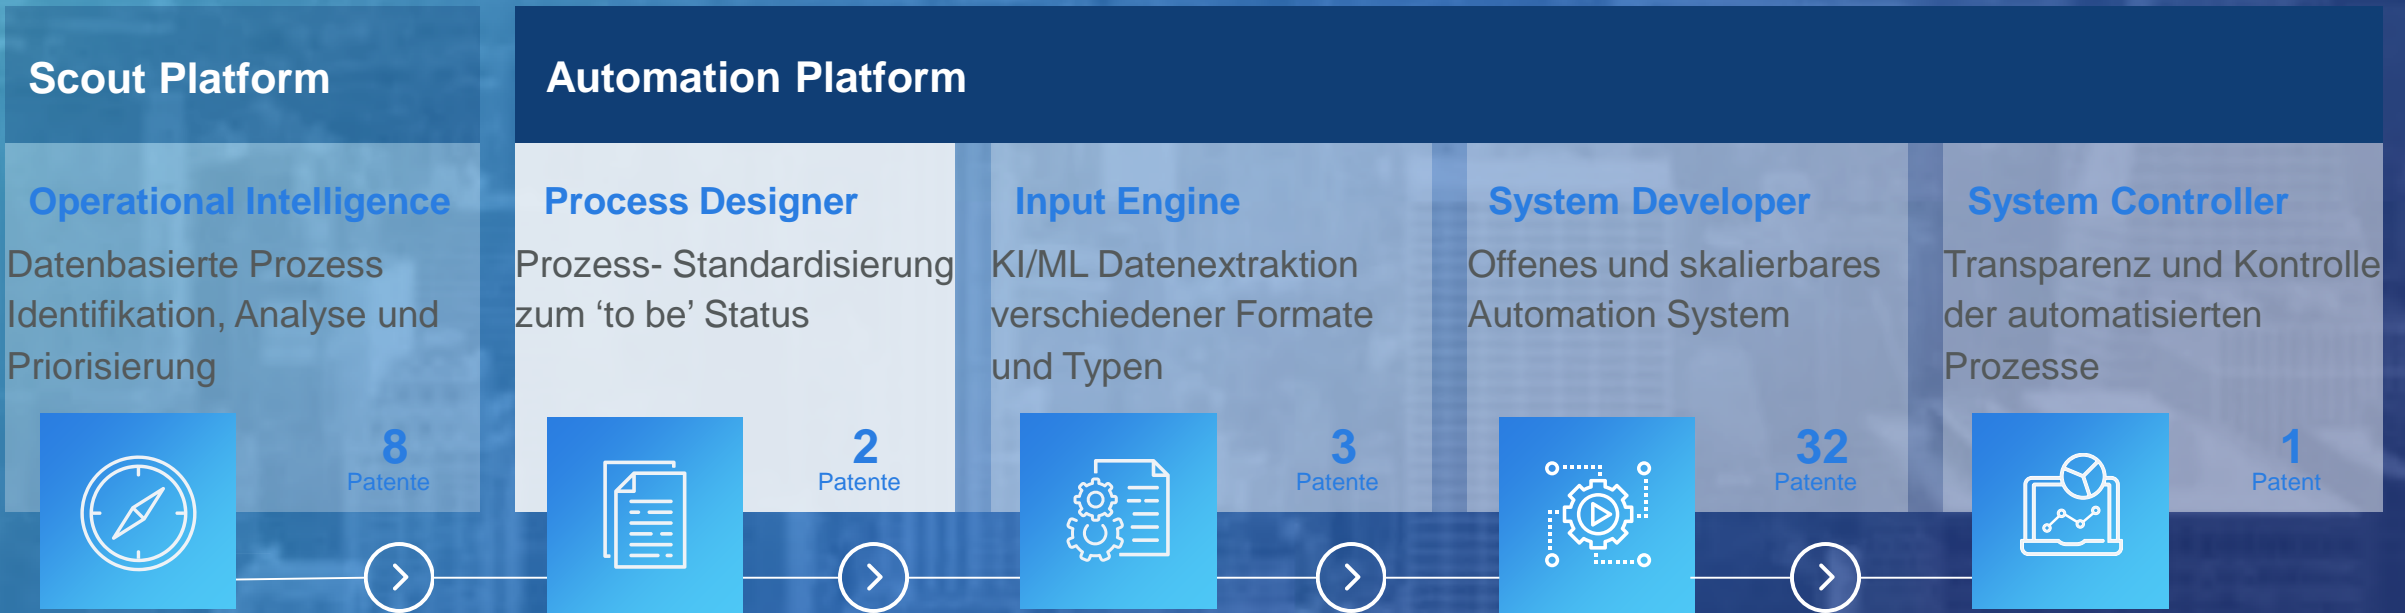 Scout Platform
Automation Platform
Operational Intelligence
Datenbasierte Prozess
Identifikation, Analyse und
Priorisierung
8
Patente
Process Designer
Prozess- Standardisierung
zum ‘to be’ Status
2
Patente
Input Engine
KI/ML Datenextraktion
verschiedener Formate
und Typen
3
Patente
System Developer
Offenes und skalierbares
Automation System
32
Patente
System Controller
Transparenz und Kontrolle
der automatisierten
Prozesse
1
Patent